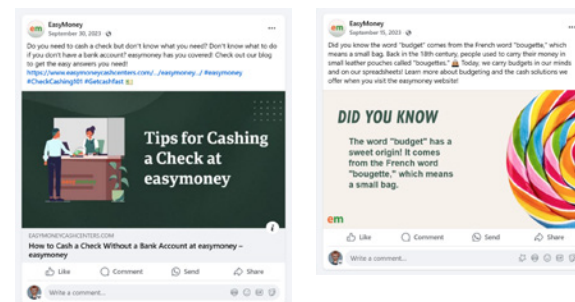 EasyMoney
September 30, 2023
Do you need to cash a check but don't know what you need? Don't know what to do
if you don't have a bank account? easymoney has you covered! Check out our blog
to get the easy answers you need!
https://www.easymoneycashcenters.com/.../easymoney.../ #easymoney
#CheckCashing101 #Getcashfast
Tips for Cashing
a Check at
easymoney
EASYMONEYCASHCENTERS.COM
How to Cash a Check Without a Bank Account at easymoney –
easymoney
Like Comment Send Share
Write a comment...
EasyMoney
September 15, 2023
Did you know the word "budget" comes from the French word "bougette," which
means a small bag. Back in the 18th century, people used to carry their money in
small leather pouches called "bougettes." Today, we carry budgets in our minds
and on our spreadsheets! Learn more about budgeting and the cash solutions we
offer when you visit the easymoney website!
DID YOU KNOW
The word "budget" has a
sweet origin! It comes
from the French word
"bougette," which means
a small bag.
em
Like Comment Send Share
Write a comment...